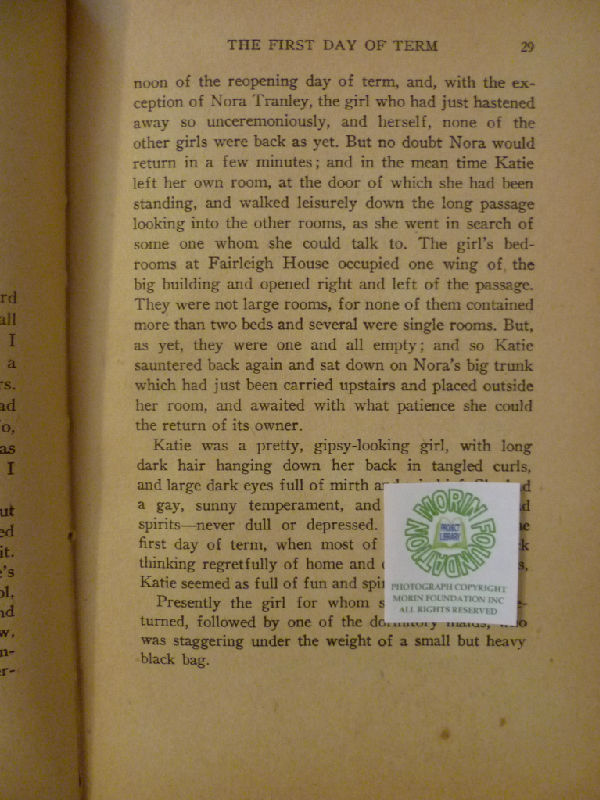 THE FIRST DAY OF TERM 29
noon of the reopening day of term, and, with the ex-
ception of Nora Tranley, the girl who had just hastened
away so unceremoniously, and herself, none of the
other girls were back as yet. But no doubt Nora would
return in a few minutes; and in the mean time Katie
left her own room, at the door of which she had been
standing, and walked leisurely down the long passage
looking into the other rooms, as she went in search of
some one whom she could talk to. The girl's bed-
rooms at Fairleigh House occupied one wing of the
big building and opened right and left of the passage.
They were not large rooms, for none of them contained
more than two beds and several were single rooms. But,
as yet, they were one and all empty; and so Katie
sauntered back again and sat down on Nora's big trunk
which had just been carried upstairs and placed outside
her room, and awaited with what patience she could
the return of its owner.
Katie was a pretty, gipsy-looking girl, with long
dark hair hanging down her back in tangled curls,
and large dark eyes full of mirth
a gay, sunny temperament, and
spirits—never dull or depressed.
first day of term, when most of
thinking regretfully of home and
Katie seemed as full of fun and
Presently the girl for whom
turned, followed by one of the dormitory maids, who
was staggering under the weight of a small but heavy
black bag.
MORIN FOUNDATION
PROJECT
LIBRARY
PHOTOGRAPH COPYRIGHT
MORIN FOUNDATION INC
ALL RIGHTS RESERVED
rd
all
I
a
rs.
ad
o,
as
I
ut
ed
it.
e's
ol,
nd
w.
n-
er-